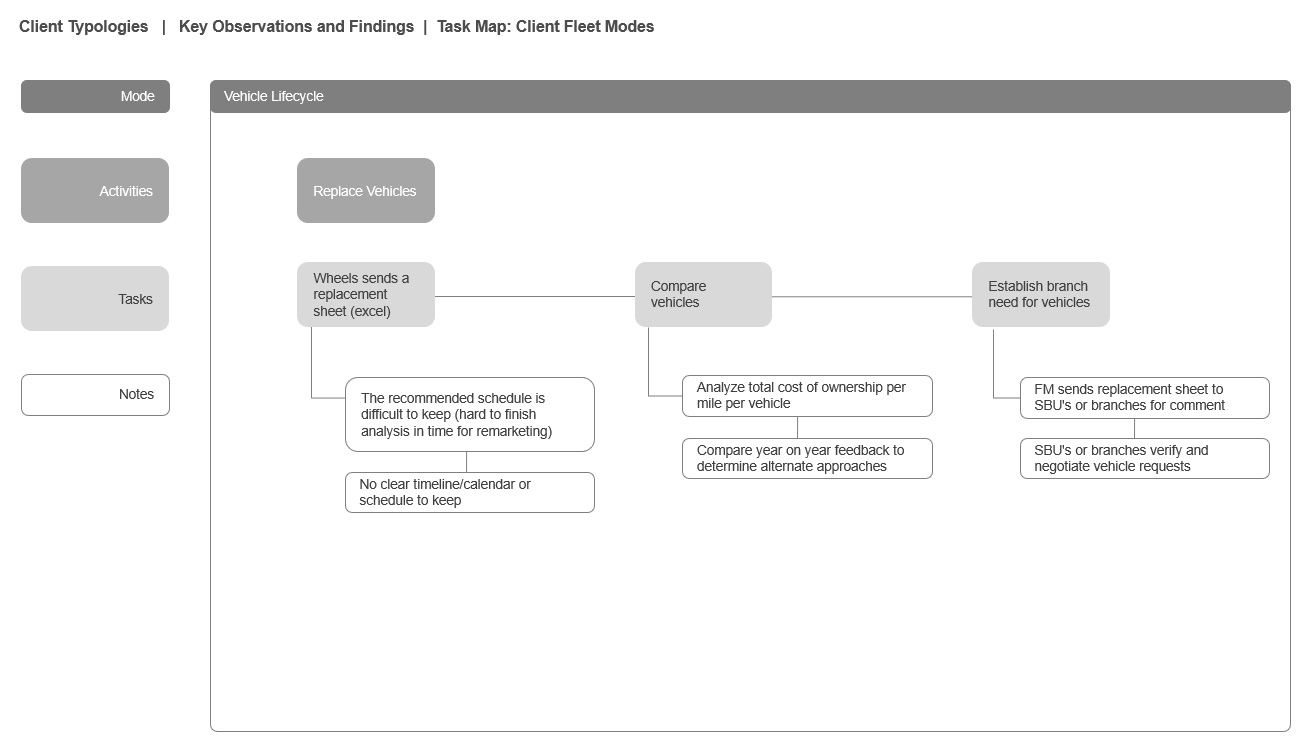 Client Typologies | Key Observations and Findings | Task Map: Client Fleet Modes
Mode
Vehicle Lifecycle
Activities
Replace Vehicles
Tasks
Wheels sends a
replacement
sheet (excel)
Compare
vehicles
Establish branch
need for vehicles
Notes
The recommended schedule is
difficult to keep (hard to finish
analysis in time for remarketing)
No clear timeline/calendar or
schedule to keep
Analyze total cost of ownership per
mile per vehicle
Compare year on year feedback to
determine alternate approaches
FM sends replacement sheet to
SBU's or branches for comment
SBU's or branches verify and
negotiate vehicle requests